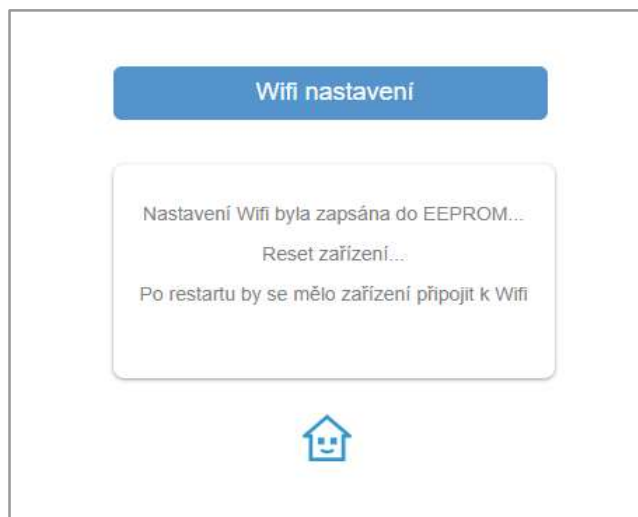 Wifi nastavení
Nastavení Wifi byla zapsána do EEPROM...
Reset zařízení...
Po restartu by se mělo zařízení připojit k Wifi